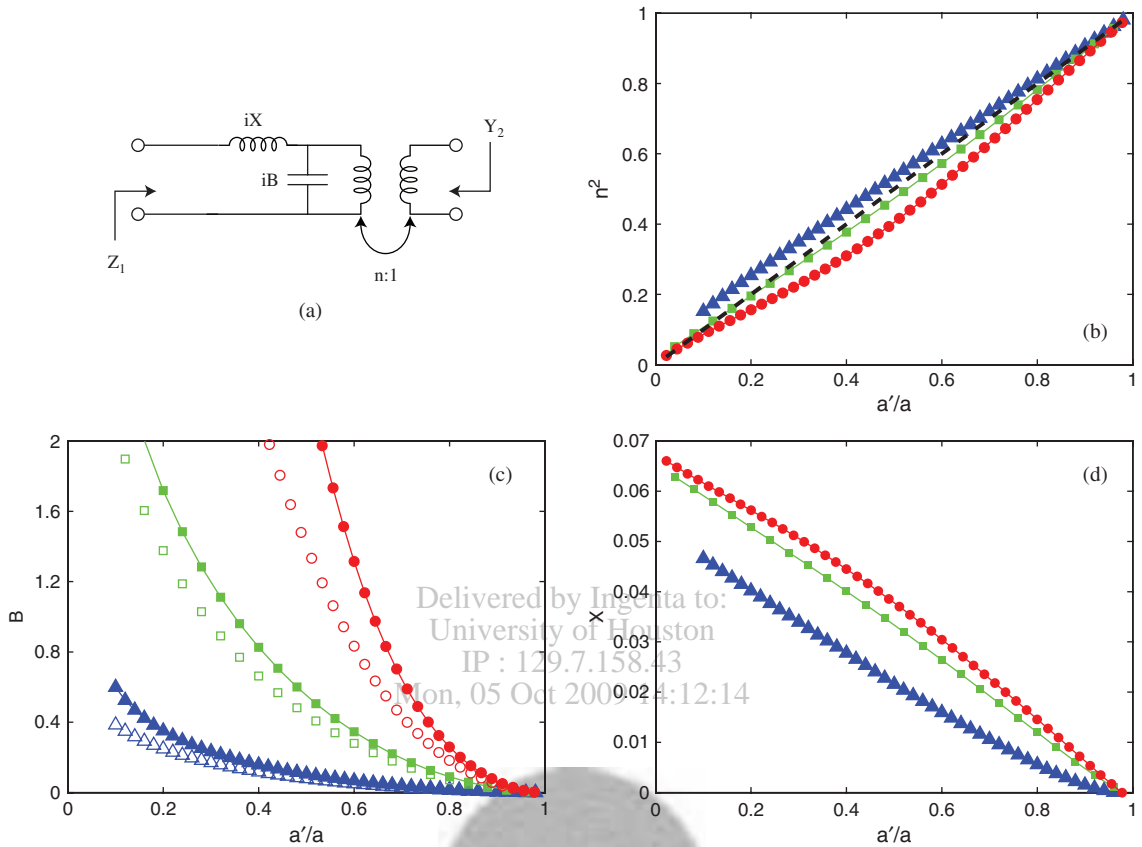 iX
iB
Y2
Z1
n:1
(a)
1
0.8
0.6
0.4
0.2
0
n²
0 0.2 0.4 0.6 0.8 1
a′/a
(b)
2
1.6
1.2
0.8
0.4
0
B
0 0.2 0.4 0.6 0.8 1
a′/a
(c)
0.07
0.06
0.05
0.04
0.03
0.02
0.01
0
X
0 0.2 0.4 0.6 0.8 1
a′/a
(d)
Delivered by Ingenta to:
University of Houston
IP : 129.7.158.43
Mon, 05 Oct 2009 14:12:14